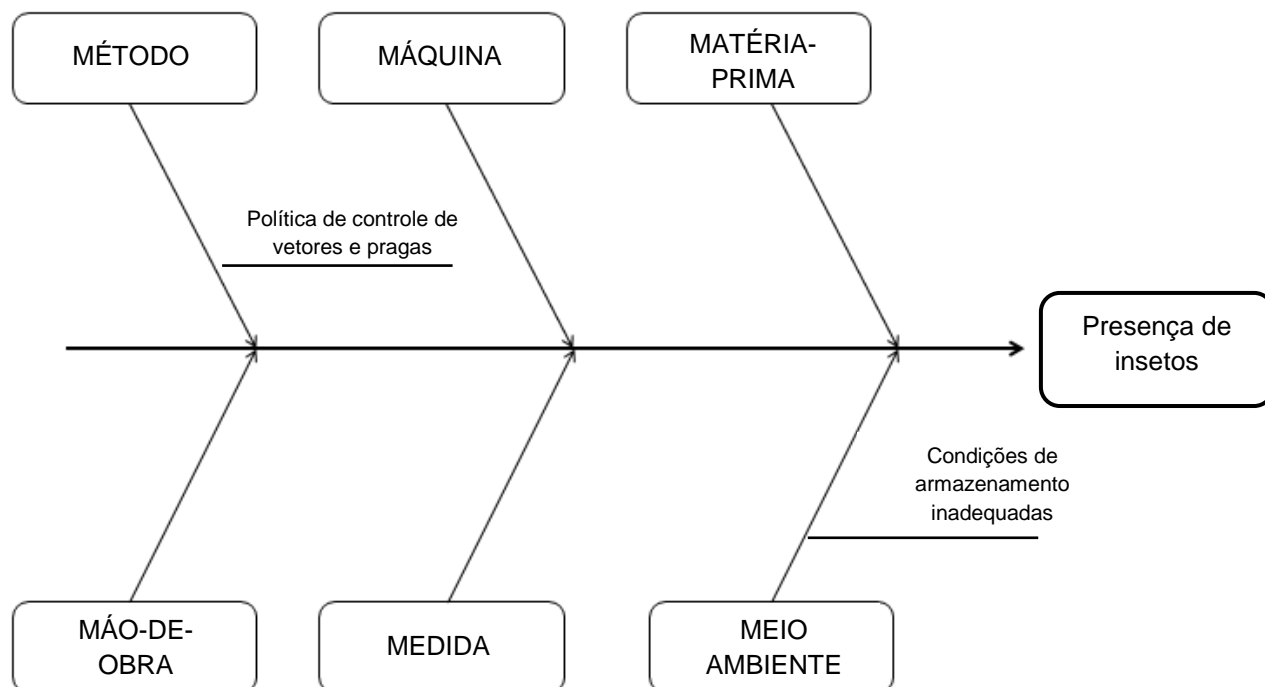 MÉTODO
MÁQUINA
MATÉRIA-
PRIMA
Política de controle de
vetores e pragas
Presença de
insetos
Condições de
armazenamento
inadequadas
MÁO-DE-
OBRA
MEDIDA
MEIO
AMBIENTE